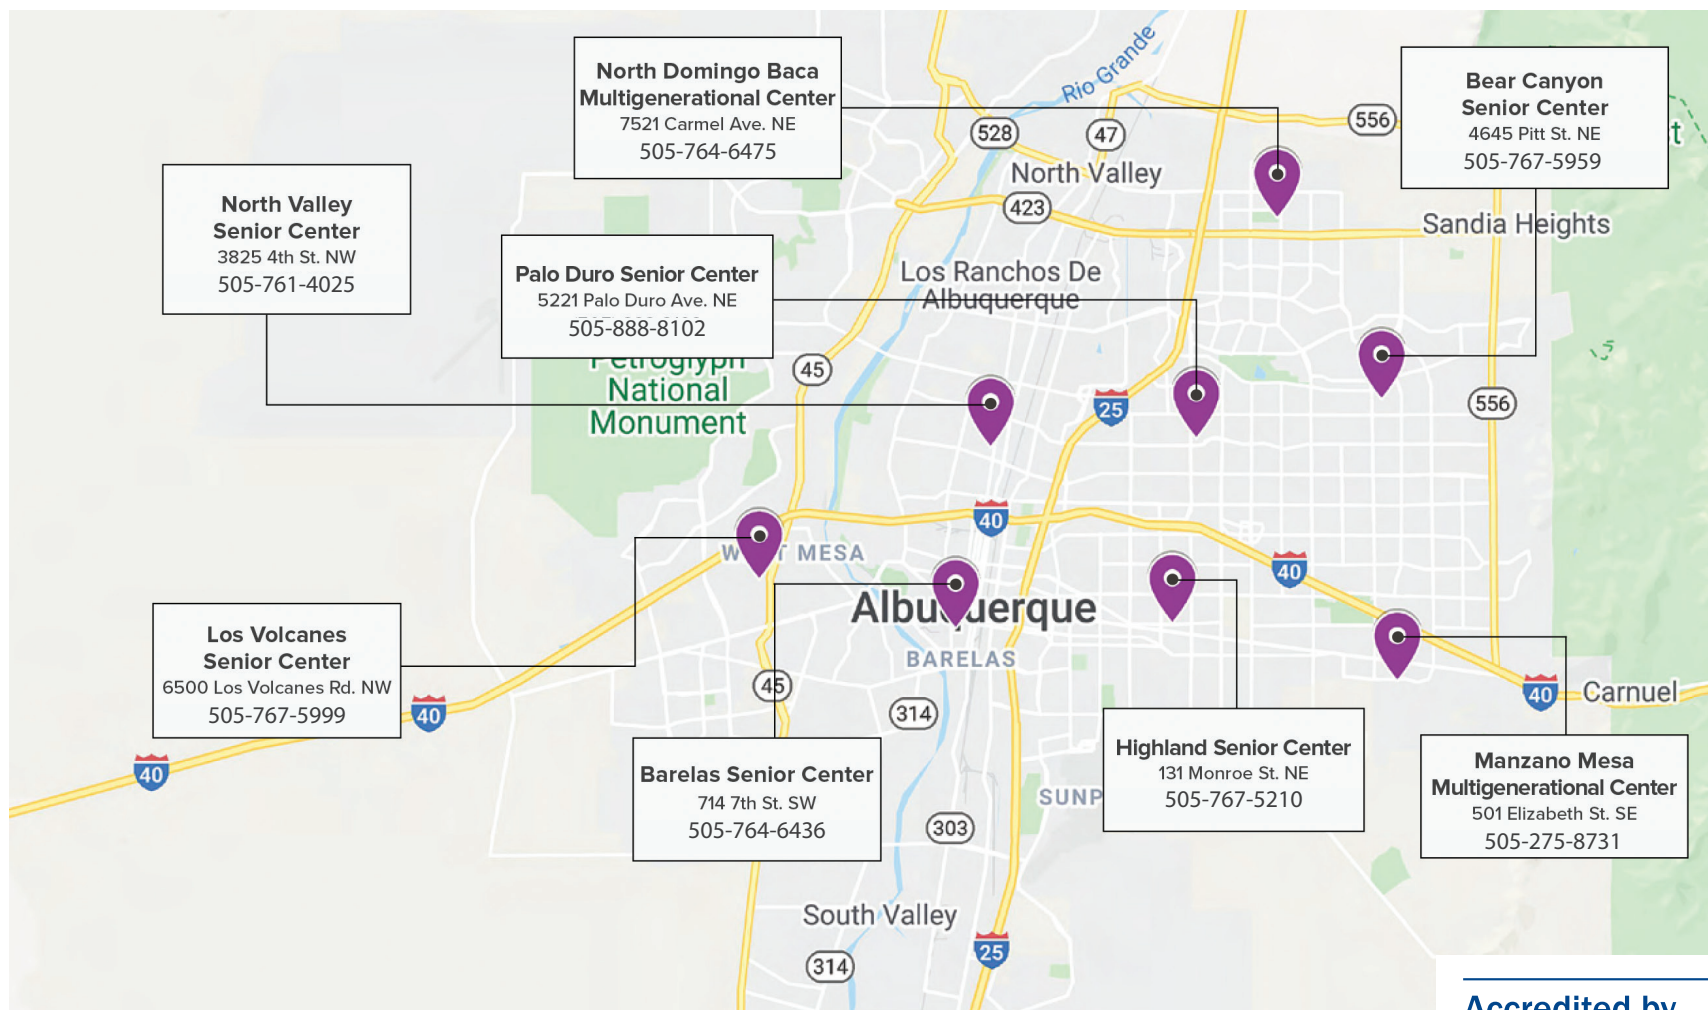 North Domingo Baca
Multigenerational Center
7521 Carmel Ave. NE
505-764-6475
Bear Canyon
Senior Center
4645 Pitt St. NE
505-767-5959
North Valley
Senior Center
3825 4th St. NW
505-761-4025
Palo Duro Senior Center
5221 Palo Duro Ave. NE
505-888-8102
Los Volcanes
Senior Center
6500 Los Volcanes Rd. NW
505-767-5999
Barelas Senior Center
714 7th St. SW
505-764-6436
Highland Senior Center
131 Monroe St. NE
505-767-5210
Manzano Mesa
Multigenerational Center
501 Elizabeth St. SE
505-275-8731
Rio Grande
528
47
556
North Valley
423
Sandia Heights
Los Ranchos De
Albuquerque
Petroglyph
National
Monument
45
25
556
40
MESA
40
Albuquerque
BARELAS
45
314
40
40
40
Carnuel
SUNP
303
South Valley
314
25
Accredited by